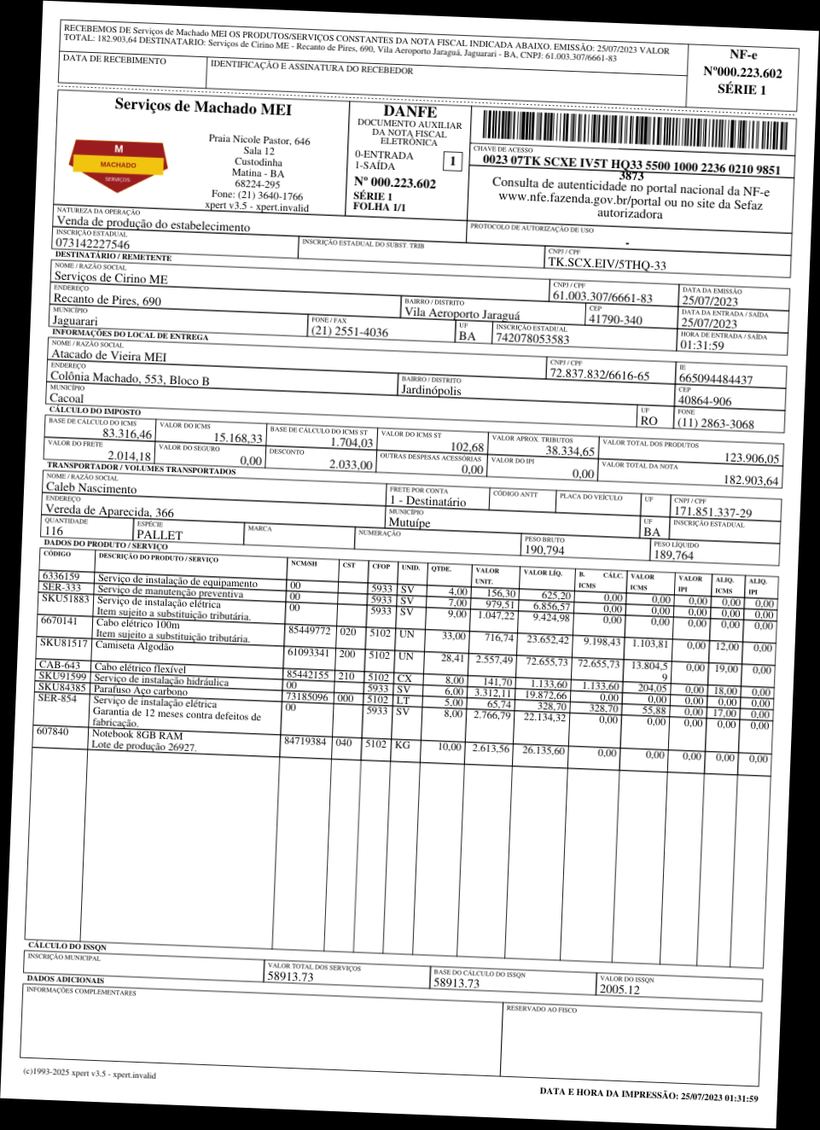 RECEBEMOS DE Serviços de Machado MEI OS PRODUTOS/SERVIÇOS CONSTANTES DA NOTA FISCAL INDICADA ABAIXO. EMISSÃO: 25/07/2023 VALOR
TOTAL: 182.903,64 DESTINATARIO: Serviços de Cirino ME - Recanto de Pires, 690, Vila Aeroporto Jaraguá, Jaguarari - BA, CNPJ: 61.003.307/6661-83
DATA DE RECEBIMENTO
IDENTIFICAÇÃO E ASSINATURA DO RECEBEDOR
NF-e
Nº000.223.602
SÉRIE 1
Serviços de Machado MEI
M
MACHADO
SERVIÇOS
Praia Nicole Pastor, 646
Sala 12
Custodinha
Matina - BA
68224-295
Fone: (21) 3640-1766
xpert v3.5 - xpert.invalid
DANFE
DOCUMENTO AUXILIAR
DA NOTA FISCAL
ELETRÔNICA
0-ENTRADA
1-SAÍDA
1
Nº 000.223.602
SÉRIE 1
FOLHA 1/1
CHAVE DE ACESSO
0023 07TK SCXE IV5T HQ33 5500 1000 2236 0210 9851
3873
Consulta de autenticidade no portal nacional da NF-e
www.nfe.fazenda.gov.br/portal ou no site da Sefaz
autorizadora
NATUREZA DA OPERAÇÃO
Venda de produção do estabelecimento
PROTOCOLO DE AUTORIZAÇÃO DE USO
-
INSCRIÇÃO ESTADUAL
073142227546
INSCRIÇÃO ESTADUAL DO SUBST. TRIB
CNPJ / CPF
TK.SCX.EIV/5THQ-33
DESTINATÁRIO / REMETENTE
NOME / RAZÃO SOCIAL
Serviços de Cirino ME
CNPJ / CPF
61.003.307/6661-83
DATA DA EMISSÃO
25/07/2023
ENDEREÇO
Recanto de Pires, 690
BAIRRO / DISTRITO
Vila Aeroporto Jaraguá
CEP
41790-340
DATA DA ENTRADA / SAÍDA
25/07/2023
MUNICÍPIO
Jaguarari
FONE / FAX
(21) 2551-4036
UF
BA
INSCRIÇÃO ESTADUAL
742078053583
HORA DE ENTRADA / SAÍDA
01:31:59
INFORMAÇÕES DO LOCAL DE ENTREGA
NOME / RAZÃO SOCIAL
Atacado de Vieira MEI
CNPJ / CPF
72.837.832/6616-65
IE
665094484437
ENDEREÇO
Colônia Machado, 553, Bloco B
BAIRRO / DISTRITO
Jardinópolis
CEP
40864-906
MUNICÍPIO
Cacoal
UF
RO
FONE
(11) 2863-3068
CÁLCULO DO IMPOSTO
BASE DE CÁLCULO DO ICMS
83.316,46
VALOR DO ICMS
15.168,33
BASE DE CÁLCULO DO ICMS ST
1.704,03
VALOR DO ICMS ST
102,68
VALOR APROX. TRIBUTOS
38.334,65
VALOR TOTAL DOS PRODUTOS
123.906,05
VALOR DO FRETE
2.014,18
VALOR DO SEGURO
0,00
DESCONTO
2.033,00
OUTRAS DESPESAS ACESSÓRIAS
0,00
VALOR DO IPI
0,00
VALOR TOTAL DA NOTA
182.903,64
TRANSPORTADOR / VOLUMES TRANSPORTADOS
NOME / RAZÃO SOCIAL
Caleb Nascimento
FRETE POR CONTA
1 - Destinatário
CÓDIGO ANTT
PLACA DO VEÍCULO
UF
CNPJ / CPF
171.851.337-29
ENDEREÇO
Vereda de Aparecida, 366
MUNICÍPIO
Mutuípe
UF
BA
INSCRIÇÃO ESTADUAL
QUANTIDADE
116
ESPÉCIE
PALLET
MARCA
NUMERAÇÃO
PESO BRUTO
190.794
PESO LÍQUIDO
189.764
DADOS DO PRODUTO / SERVIÇO
CÓDIGO DESCRIÇÃO DO PRODUTO / SERVIÇO NCM/SH CST CFOP UNID. QTDE. VALOR UNIT. VALOR LÍQ. B. CÁLC. ICMS VALOR ICMS VALOR IPI ALIQ. ICMS ALIQ. IPI
6336159 Serviço de instalação de equipamento 00 5933 SV 4,00 156,30 625,20 0,00 0,00 0,00 0,00 0,00
SER-333 Serviço de manutenção preventiva 00 5933 SV 7,00 979,51 6.856,57 0,00 0,00 0,00 0,00 0,00
SKU51883 Serviço de instalação elétrica 00 5933 SV 9,00 1.047,22 9.424,98 0,00 0,00 0,00 0,00 0,00
Item sujeito a substituição tributária.
6670141 Cabo elétrico 100m 85449772 020 5102 UN 33,00 716,74 23.652,42 9.198,43 1.103,81 0,00 12,00 0,00
Item sujeito a substituição tributária.
SKU81517 Camiseta Algodão 61093341 200 5102 UN 28,41 2.557,49 72.655,73 72.655,73 13.804,5 0,00 19,00 0,00
9
CAB-643 Cabo elétrico flexível 85442155 210 5102 CX 8,00 141,70 1.133,60 1.133,60 204,05 0,00 18,00 0,00
SKU91599 Serviço de instalação hidráulica 00 5933 SV 6,00 3.312,11 19.872,66 0,00 0,00 0,00 0,00 0,00
SKU84385 Parafuso Aço carbono 73185096 000 5102 LT 5,00 65,74 328,70 328,70 55,88 0,00 17,00 0,00
SER-854 Serviço de instalação elétrica 00 5933 SV 8,00 2.766,79 22.134,32 0,00 0,00 0,00 0,00 0,00
Garantia de 12 meses contra defeitos de
fabricação.
607840 Notebook 8GB RAM 84719384 040 5102 KG 10,00 2.613,56 26.135,60 0,00 0,00 0,00 0,00 0,00
Lote de produção 26927.
CÁLCULO DO ISSQN
INSCRIÇÃO MUNICIPAL
VALOR TOTAL DOS SERVIÇOS
58913.73
BASE DO CÁLCULO DO ISSQN
58913.73
VALOR DO ISSQN
2005.12
DADOS ADICIONAIS
INFORMAÇÕES COMPLEMENTARES
RESERVADO AO FISCO
(c)1993-2025 xpert v3.5 - xpert.invalid
DATA E HORA DA IMPRESSÃO: 25/07/2023 01:31:59